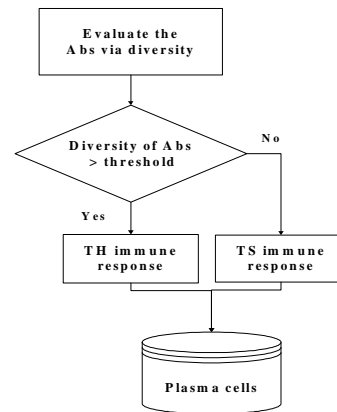 Evaluate the
Abs via diversity
Diversity of Abs
> threshold
No
Yes
TH immune
response
TS immune
response
Plasma cells